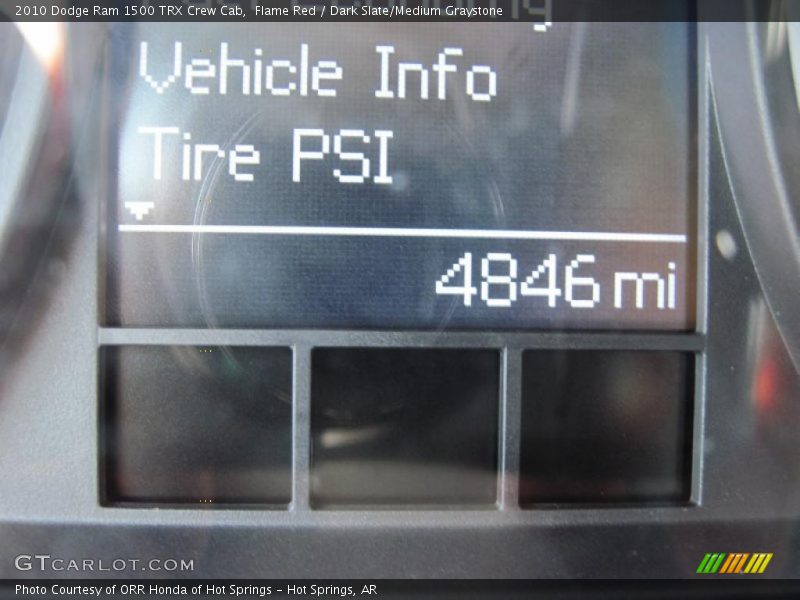 2010 Dodge Ram 1500 TRX Crew Cab,  Flame Red / Dark Slate/Medium Graystone
Vehicle Info
Tire PSI
4846 mi
GTCARLOT.COM
Photo Courtesy of ORR Honda of Hot Springs - Hot Springs, AR